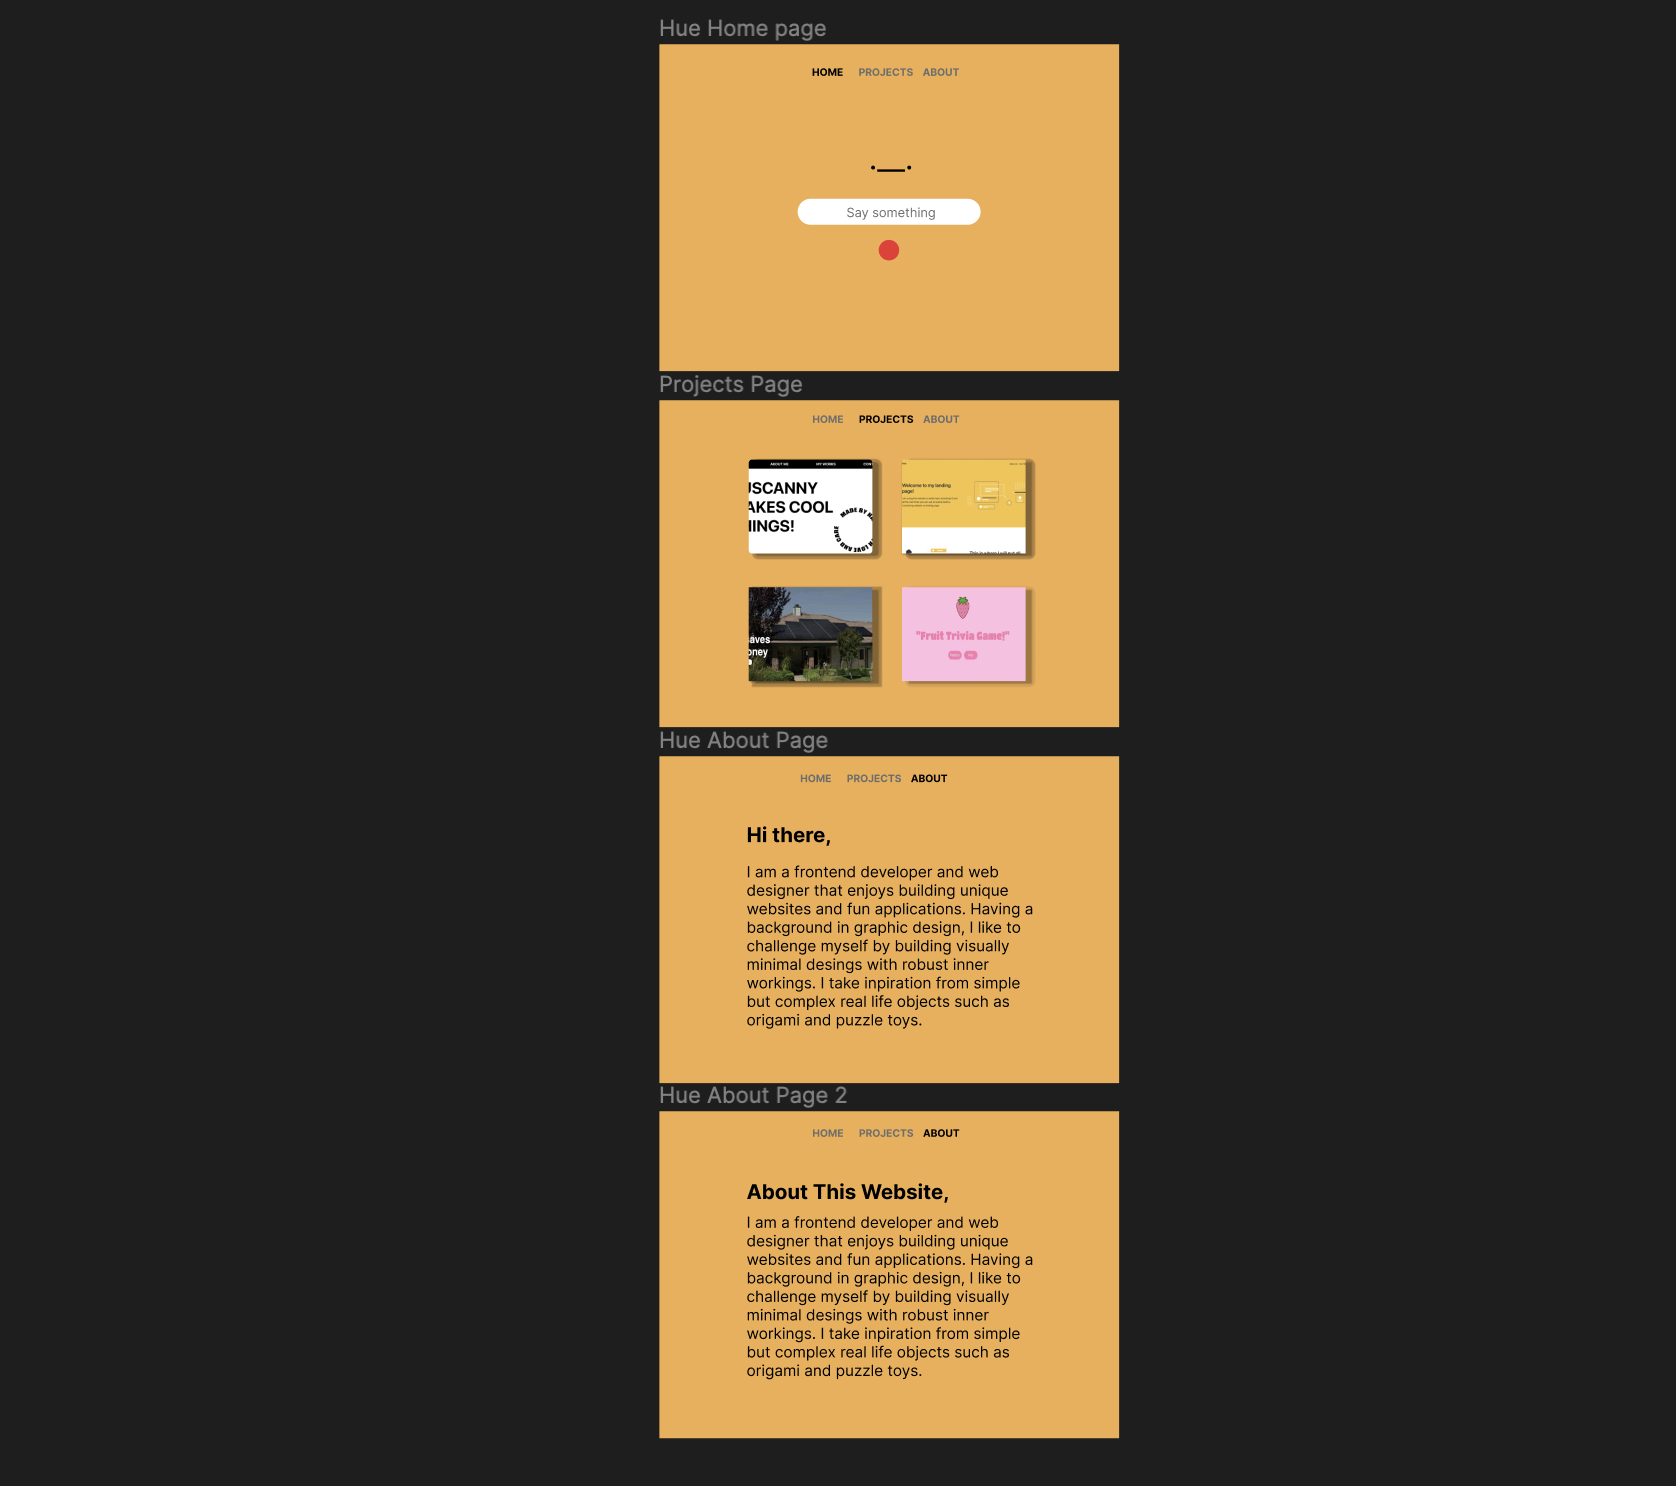 Hue Home page
HOME PROJECTS ABOUT
Say something
Projects Page
HOME PROJECTS ABOUT
ABOUT ME MY WORKS CON
USCANNY
AKES COOL
HINGS!
MADE BY
LOVE AND CARE
Welcome to my landing
page!
aves
oney
"Fruit Trivia Game!"
Hue About Page
HOME PROJECTS ABOUT
Hi there,
I am a frontend developer and web
designer that enjoys building unique
websites and fun applications. Having a
background in graphic design, I like to
challenge myself by building visually
minimal desings with robust inner
workings. I take inpiration from simple
but complex real life objects such as
origami and puzzle toys.
Hue About Page 2
HOME PROJECTS ABOUT
About This Website,
I am a frontend developer and web
designer that enjoys building unique
websites and fun applications. Having a
background in graphic design, I like to
challenge myself by building visually
minimal desings with robust inner
workings. I take inpiration from simple
but complex real life objects such as
origami and puzzle toys.